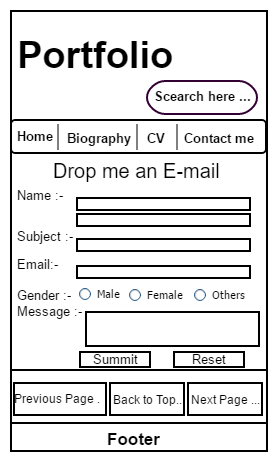 Portfolio
Scearch here ...
Home Biography CV Contact me
Drop me an E-mail
Name :-
Subject :-
Email:-
Gender :- Male Female Others
Message :-
Summit Reset
Previous Page . Back to Top.. Next Page ...
Footer